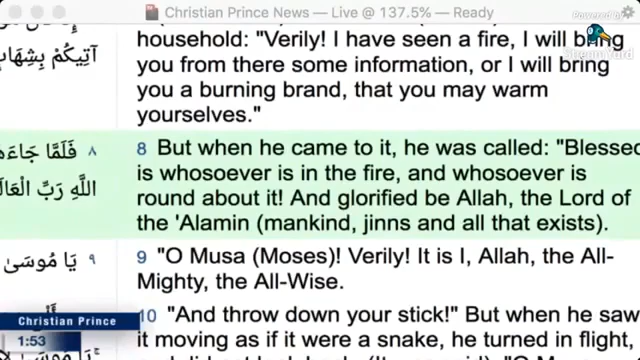 Christian Prince News — Live @ 137.5% — Ready
Powered by
household: "Verily! I have seen a fire, I will bring
you from there some information, or I will bring
you a burning brand, that you may warm
yourselves."
آتِيكُمْ بِشِهَابٍ
8 But when he came to it, he was called: "Blessed
is whosoever is in the fire, and whosoever is
round about it! And glorified be Allah, the Lord of
the 'Alamin (mankind, jinns and all that exists).
٨ فَلَمَّا جَاءَهَ
اللَّهِ رَبِّ الْعَالَ
9 "O Musa (Moses)! Verily! It is I, Allah, the All-
Mighty, the All-Wise.
٩ يَا مُوسَىٰ
10 "And throw down your stick!" But when he saw
it moving as if it were a snake, he turned in flight,
Christian Prince
1:53